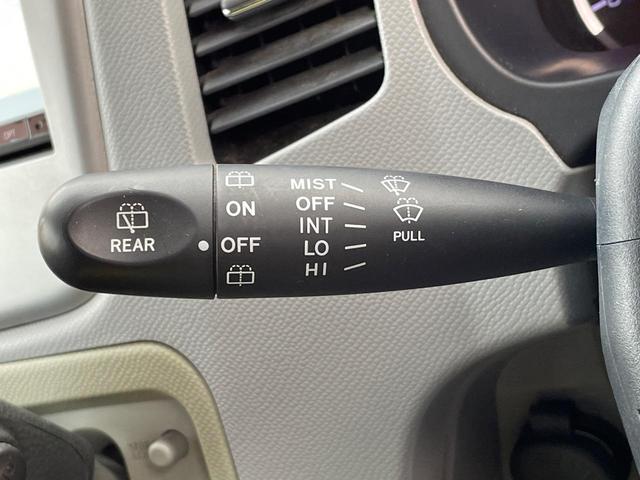 REAR
ON
OFF
MIST
OFF
INT
LO
HI
PULL